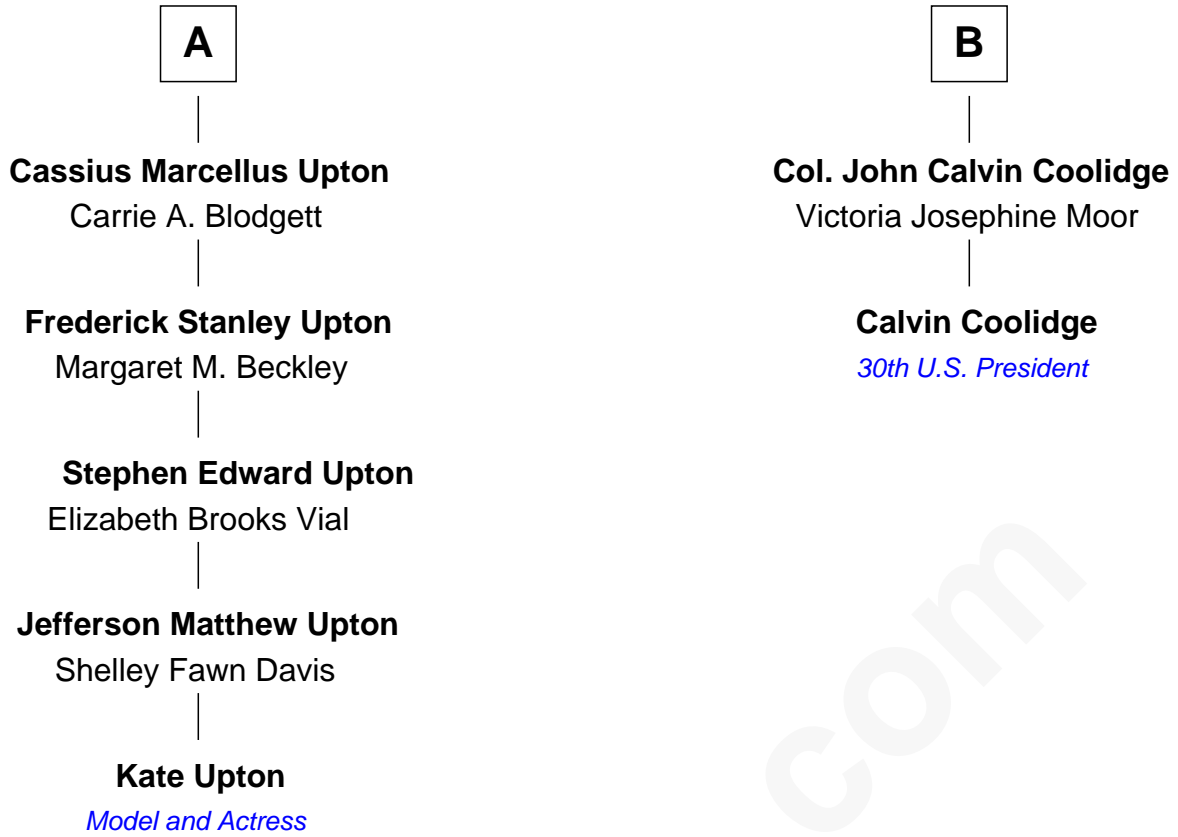 A
Cassius Marcellus Upton
Carrie A. Blodgett
Frederick Stanley Upton
Margaret M. Beckley
Stephen Edward Upton
Elizabeth Brooks Vial
Jefferson Matthew Upton
Shelley Fawn Davis
Kate Upton
Model and Actress
B
Col. John Calvin Coolidge
Victoria Josephine Moor
Calvin Coolidge
30th U.S. President
com